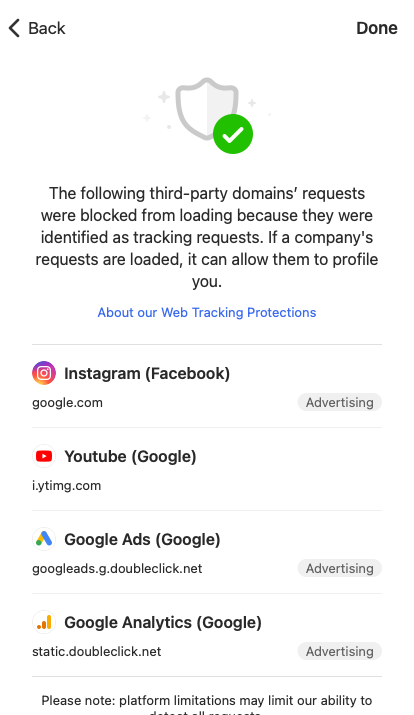 Back
Done
The following third-party domains’ requests
were blocked from loading because they were
identified as tracking requests. If a company's
requests are loaded, it can allow them to profile
you.
About our Web Tracking Protections
Instagram (Facebook)
google.com
Advertising
Youtube (Google)
i.ytimg.com
Google Ads (Google)
googleads.g.doubleclick.net
Advertising
Google Analytics (Google)
static.doubleclick.net
Advertising
Please note: platform limitations may limit our ability to
detect all requests